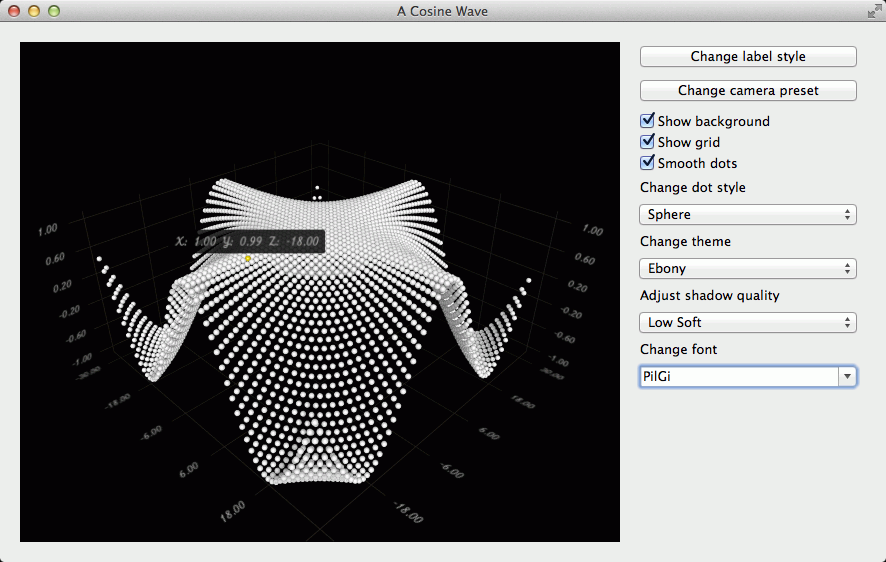 A Cosine Wave
Change label style
Change camera preset
Show background
Show grid
Smooth dots
Change dot style
Sphere
Change theme
Ebony
Adjust shadow quality
Low Soft
Change font
PilGi
X: 1.00 Y: 0.99 Z: -18.00
1.00
0.60
0.20
-0.20
-0.60
-1.00
-30.00
-18.00
-6.00
6.00
18.00
1.00
0.60
0.20
-0.20
-0.60
-1.00
30.00
18.00
6.00
-6.00
-18.00